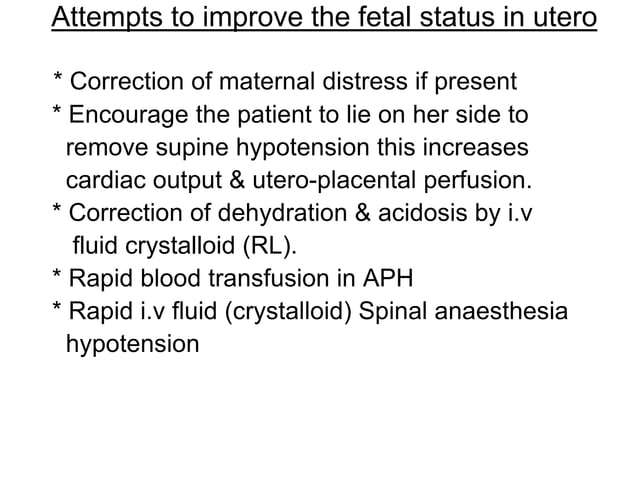 Attempts to improve the fetal status in utero
* Correction of maternal distress if present
* Encourage the patient to lie on her side to
remove supine hypotension this increases
cardiac output & utero-placental perfusion.
* Correction of dehydration & acidosis by i.v
fluid crystalloid (RL).
* Rapid blood transfusion in APH
* Rapid i.v fluid (crystalloid) Spinal anaesthesia
hypotension